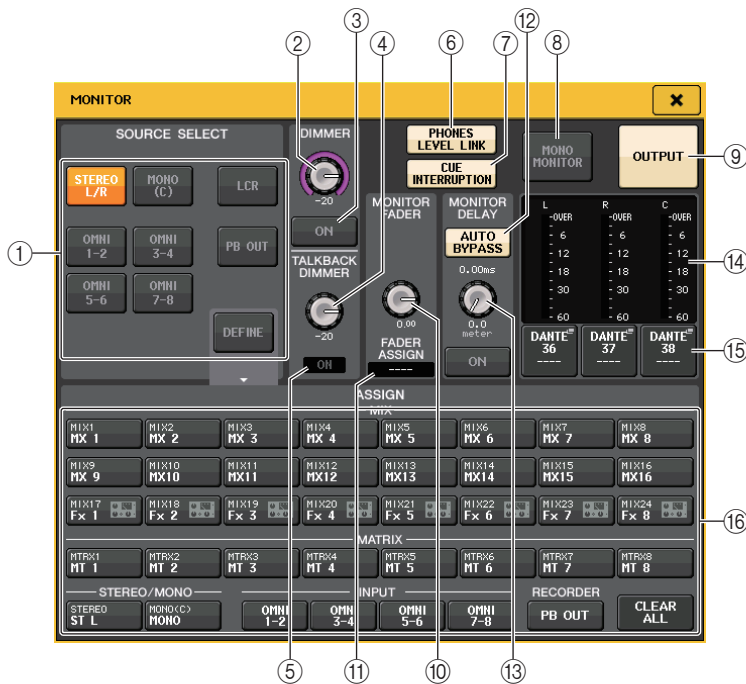 ② ③ ④ ⑥ ⑦ ⑫ ⑧
MONITOR
SOURCE SELECT
STEREO L/R
MONO (C)
LCR
OMNI 1-2
OMNI 3-4
PB OUT
OMNI 5-6
OMNI 7-8
DEFINE
①
DIMMER
-20
ON
TALKBACK DIMMER
-20
ON
PHONES LEVEL LINK
CUE INTERRUPTION
MONITOR FADER
0.00
FADER ASSIGN
----
MONITOR DELAY
AUTO BYPASS
0.00ms
0.0
meter
ON
MONO MONITOR
OUTPUT
⑨
L R C
-OVER -OVER -OVER
6 6 6
12 12 12
18 18 18
30 30 30
60 60 60
⑭
DANTE 36 ----
DANTE 37 ----
DANTE 38 ----
⑮
ASSIGN
MIX
MIX1 MIX2 MIX3 MIX4 MIX5 MIX6 MIX7 MIX8
MX 1 MX 2 MX 3 MX 4 MX 5 MX 6 MX 7 MX 8
MIX9 MIX10 MIX11 MIX12 MIX13 MIX14 MIX15 MIX16
MX 9 MX10 MX11 MX12 MX13 MX14 MX15 MX16
MIX17 MIX18 MIX19 MIX20 MIX21 MIX22 MIX23 MIX24
Fx 1 Fx 2 Fx 3 Fx 4 Fx 5 Fx 6 Fx 7 Fx 8
⑯
MATRIX
MTRX1 MTRX2 MTRX3 MTRX4 MTRX5 MTRX6 MTRX7 MTRX8
MT 1 MT 2 MT 3 MT 4 MT 5 MT 6 MT 7 MT 8
STEREO/MONO
STEREO ST L
MONO(C) MONO
INPUT
OMNI 1-2
OMNI 3-4
OMNI 5-6
OMNI 7-8
RECORDER
PB OUT
CLEAR ALL
⑤ ⑪ ⑩ ⑬